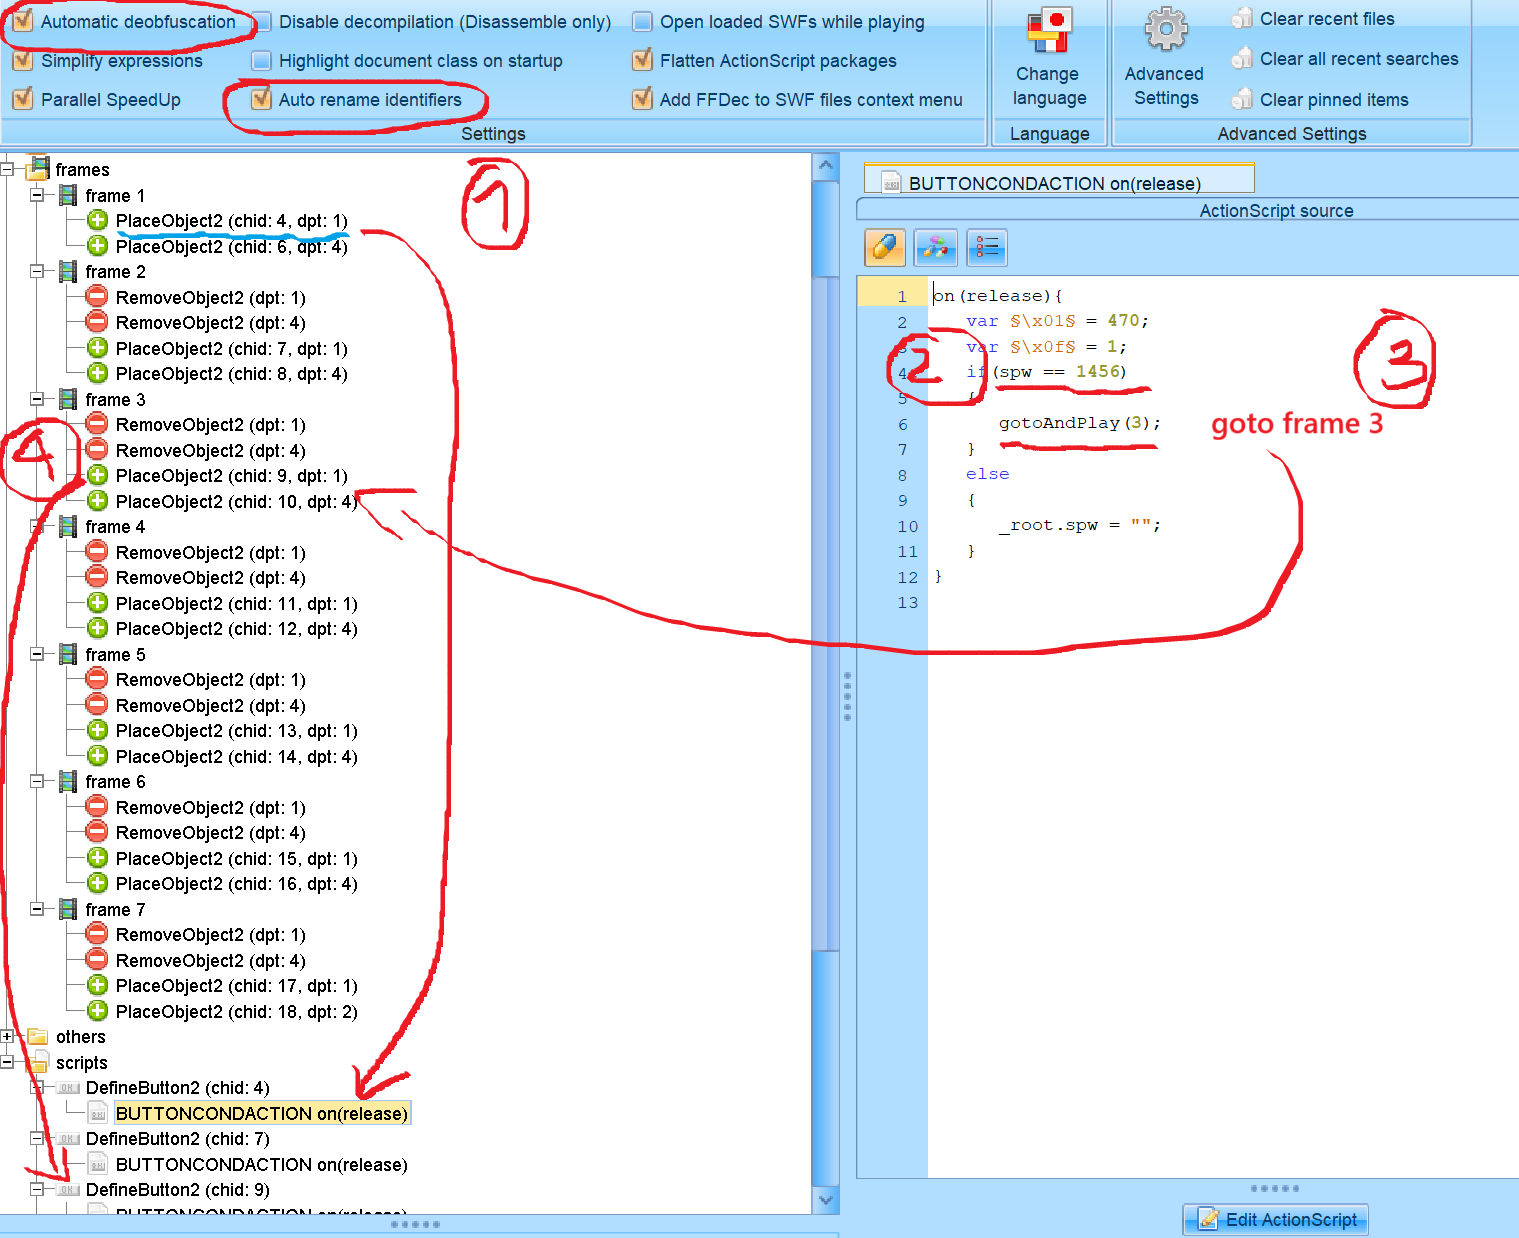 Automatic deobfuscation
Disable decompilation (Disassemble only)
Open loaded SWFs while playing
Simplify expressions
Highlight document class on startup
Flatten ActionScript packages
Parallel SpeedUp
Auto rename identifiers
Add FFDec to SWF files context menu
Settings
Change
language
Language
Advanced
Settings
Clear recent files
Clear all recent searches
Clear pinned items
Advanced Settings
frames
frame 1
PlaceObject2 (chid: 4, dpt: 1)
PlaceObject2 (chid: 6, dpt: 4)
frame 2
RemoveObject2 (dpt: 1)
RemoveObject2 (dpt: 4)
PlaceObject2 (chid: 7, dpt: 1)
PlaceObject2 (chid: 8, dpt: 4)
frame 3
RemoveObject2 (dpt: 1)
RemoveObject2 (dpt: 4)
PlaceObject2 (chid: 9, dpt: 1)
PlaceObject2 (chid: 10, dpt: 4)
frame 4
RemoveObject2 (dpt: 1)
RemoveObject2 (dpt: 4)
PlaceObject2 (chid: 11, dpt: 1)
PlaceObject2 (chid: 12, dpt: 4)
frame 5
RemoveObject2 (dpt: 1)
RemoveObject2 (dpt: 4)
PlaceObject2 (chid: 13, dpt: 1)
PlaceObject2 (chid: 14, dpt: 4)
frame 6
RemoveObject2 (dpt: 1)
RemoveObject2 (dpt: 4)
PlaceObject2 (chid: 15, dpt: 1)
PlaceObject2 (chid: 16, dpt: 4)
frame 7
RemoveObject2 (dpt: 1)
RemoveObject2 (dpt: 4)
PlaceObject2 (chid: 17, dpt: 1)
PlaceObject2 (chid: 18, dpt: 2)
others
scripts
DefineButton2 (chid: 4)
BUTTONCONDACTION on(release)
DefineButton2 (chid: 7)
BUTTONCONDACTION on(release)
DefineButton2 (chid: 9)
BUTTONCONDACTION on(release)
1
4
BUTTONCONDACTION on(release)
ActionScript source
1 on(release){
2 var §\x01§ = 470;
3 var §\x0f§ = 1;
4 if(spw == 1456)
5 {
6 gotoAndPlay(3);
7 }
8 else
9 {
10 _root.spw = "";
11 }
12 }
13
2
3
goto frame 3
Edit ActionScript